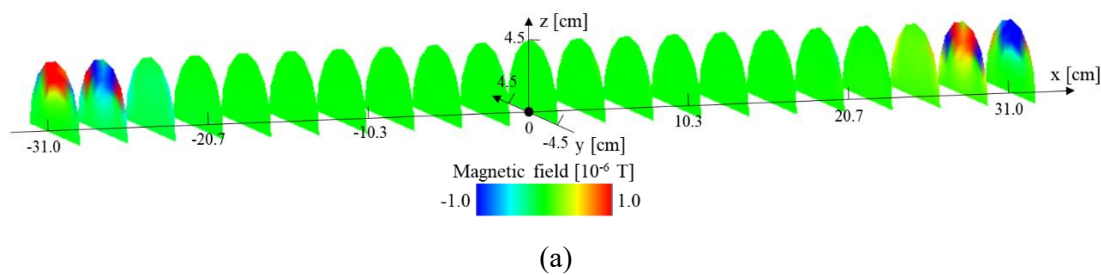 z [cm]
4.5
x [cm]
4.5
31.0
20.7
10.3
0
-4.5
y [cm]
-10.3
-20.7
-31.0
Magnetic field [10⁻⁶ T]
-1.0 1.0
(a)